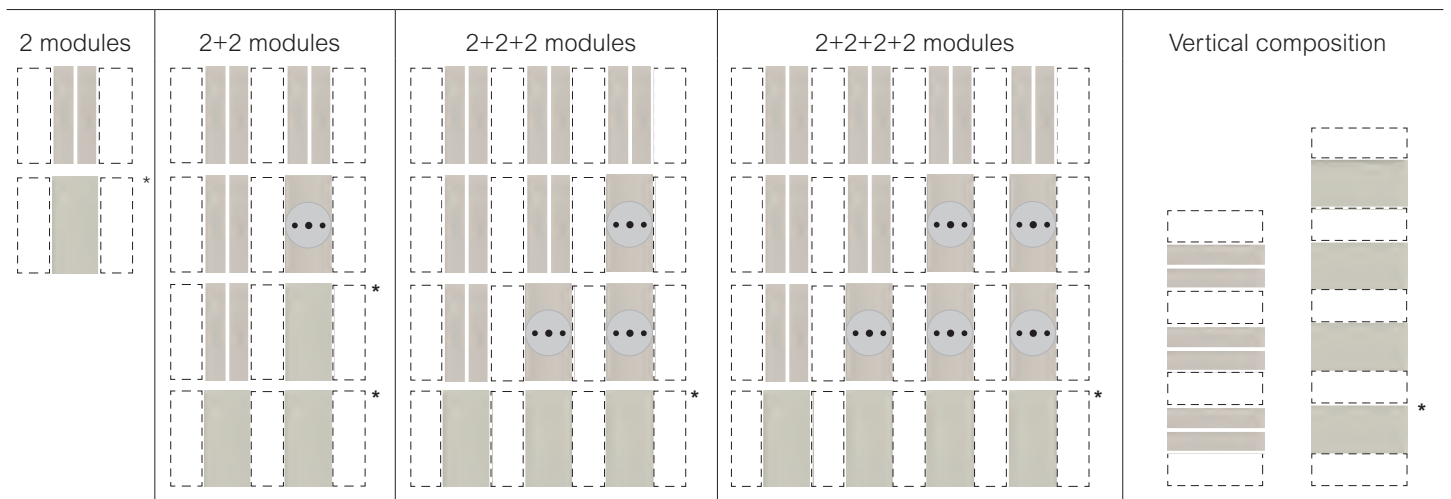 2 modules
2+2 modules
2+2+2 modules
2+2+2+2 modules
Vertical composition
*
*
*
*
*
*